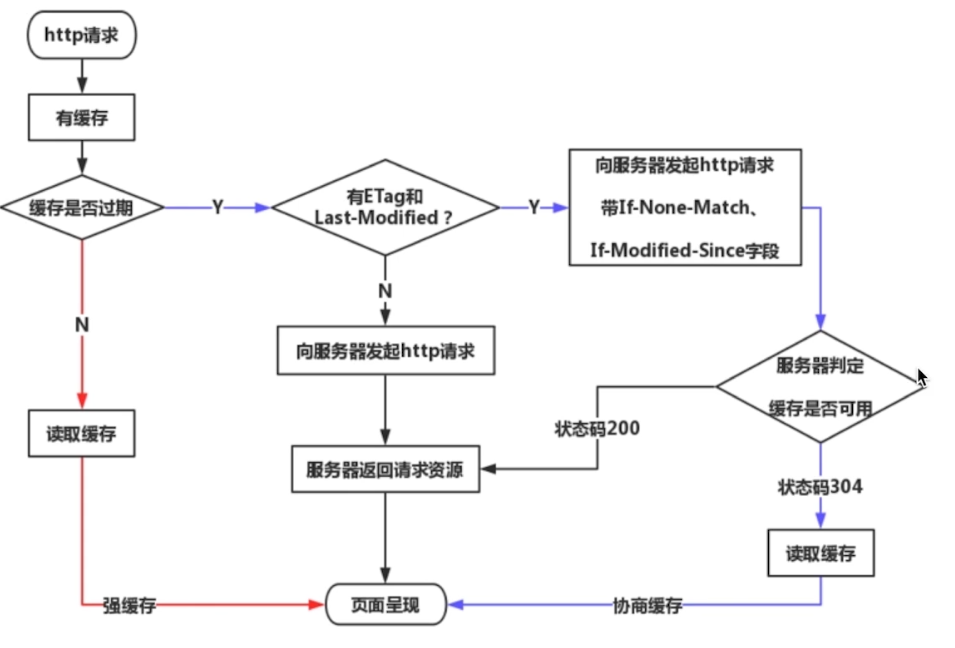 http请求
有缓存
缓存是否过期
Y
有ETag和
Last-Modified？
Y
向服务器发起http请求
带If-None-Match、
If-Modified-Since字段
N
N
向服务器发起http请求
服务器判定
缓存是否可用
状态码200
读取缓存
服务器返回请求资源
状态码304
读取缓存
强缓存
页面呈现
协商缓存